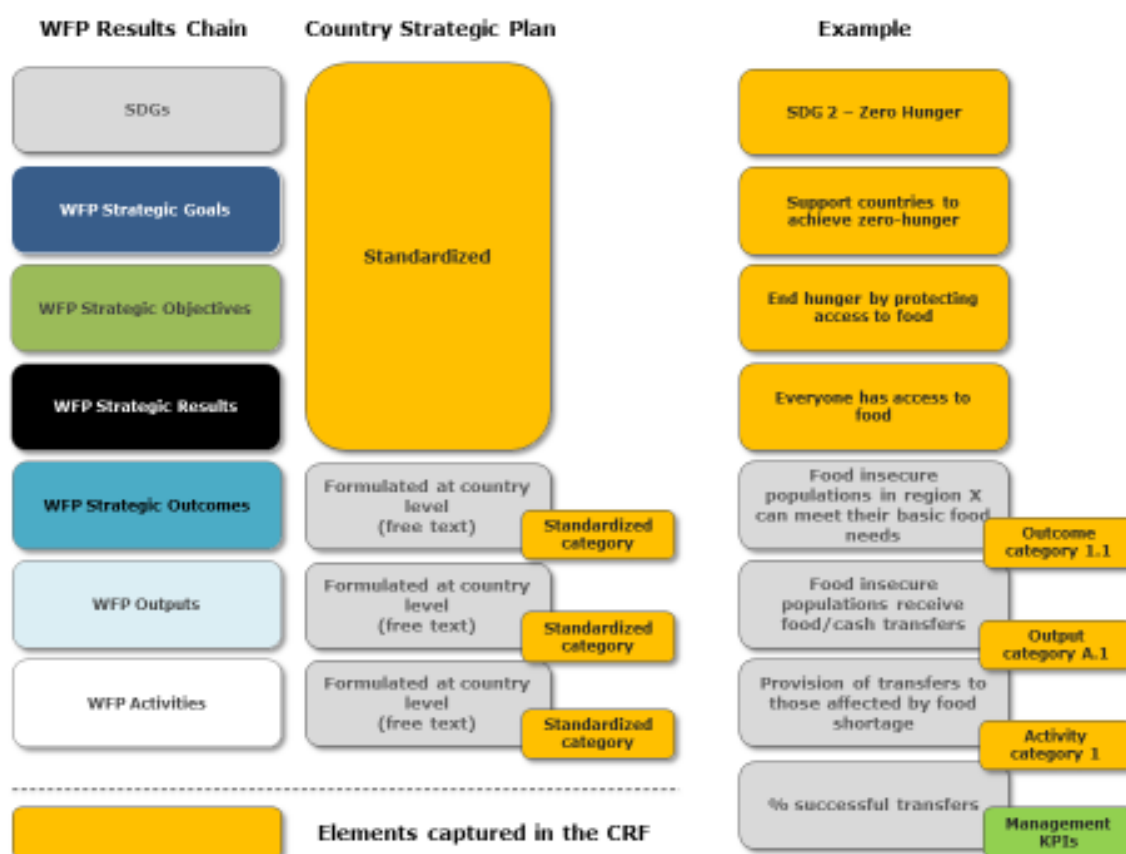 WFP Results Chain
Country Strategic Plan
Example
SDGs
Standardized
SDG 2 – Zero Hunger
WFP Strategic Goals
Support countries to
achieve zero-hunger
WFP Strategic Objectives
End hunger by protecting
access to food
WFP Strategic Results
Everyone has access to
food
WFP Strategic Outcomes
Formulated at country
level
(free text)
Standardized
category
Food insecure
populations in region X
can meet their basic food
needs
Outcome
category 1.1
WFP Outputs
Formulated at country
level
(free text)
Standardized
category
Food insecure
populations receive
food/cash transfers
Output
category A.1
WFP Activities
Formulated at country
level
(free text)
Standardized
category
Provision of transfers to
those affected by food
shortage
Activity
category 1
% successful transfers
Management
KPIs
Elements captured in the CRF